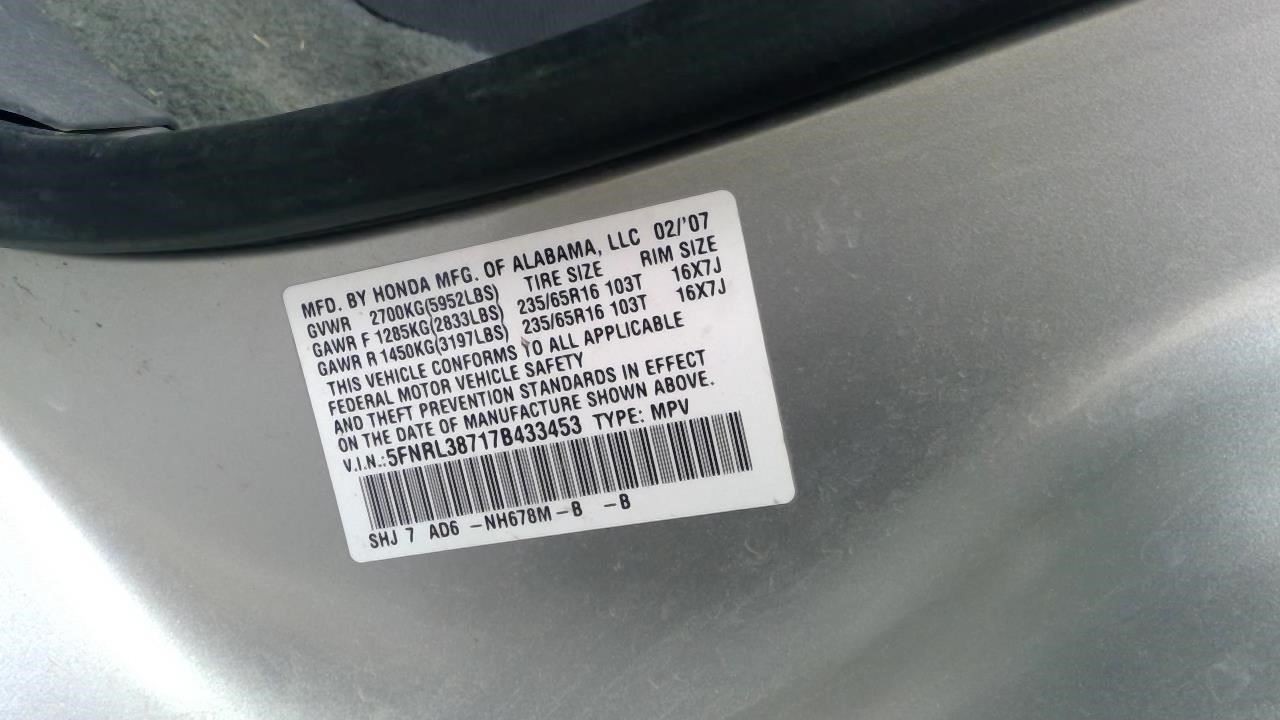 MFD. BY HONDA MFG. OF ALABAMA, LLC 02/'07
GVWR 2700KG(5952LBS) TIRE SIZE RIM SIZE
GAWR F 1285KG(2833LBS) 235/65R16 103T 16X7J
GAWR R 1450KG(3197LBS) 235/65R16 103T 16X7J
THIS VEHICLE CONFORMS TO ALL APPLICABLE
FEDERAL MOTOR VEHICLE SAFETY
AND THEFT PREVENTION STANDARDS IN EFFECT
ON THE DATE OF MANUFACTURE SHOWN ABOVE.
V.I.N.:5FNRL38717B433453 TYPE: MPV
SHJ 7 AD6 -NH678M-B -B